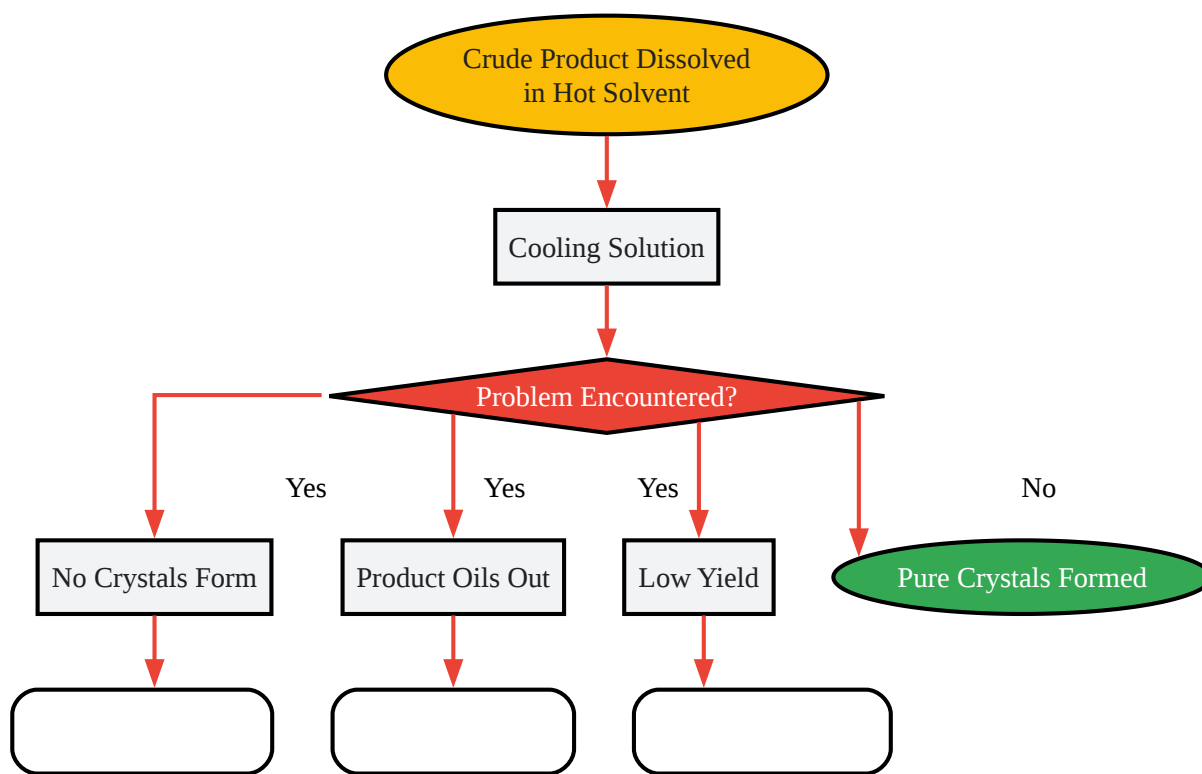 Crude Product Dissolved
in Hot Solvent
Cooling Solution
Problem Encountered?
Yes
Yes
Yes
No
No Crystals Form
Product Oils Out
Low Yield
Pure Crystals Formed